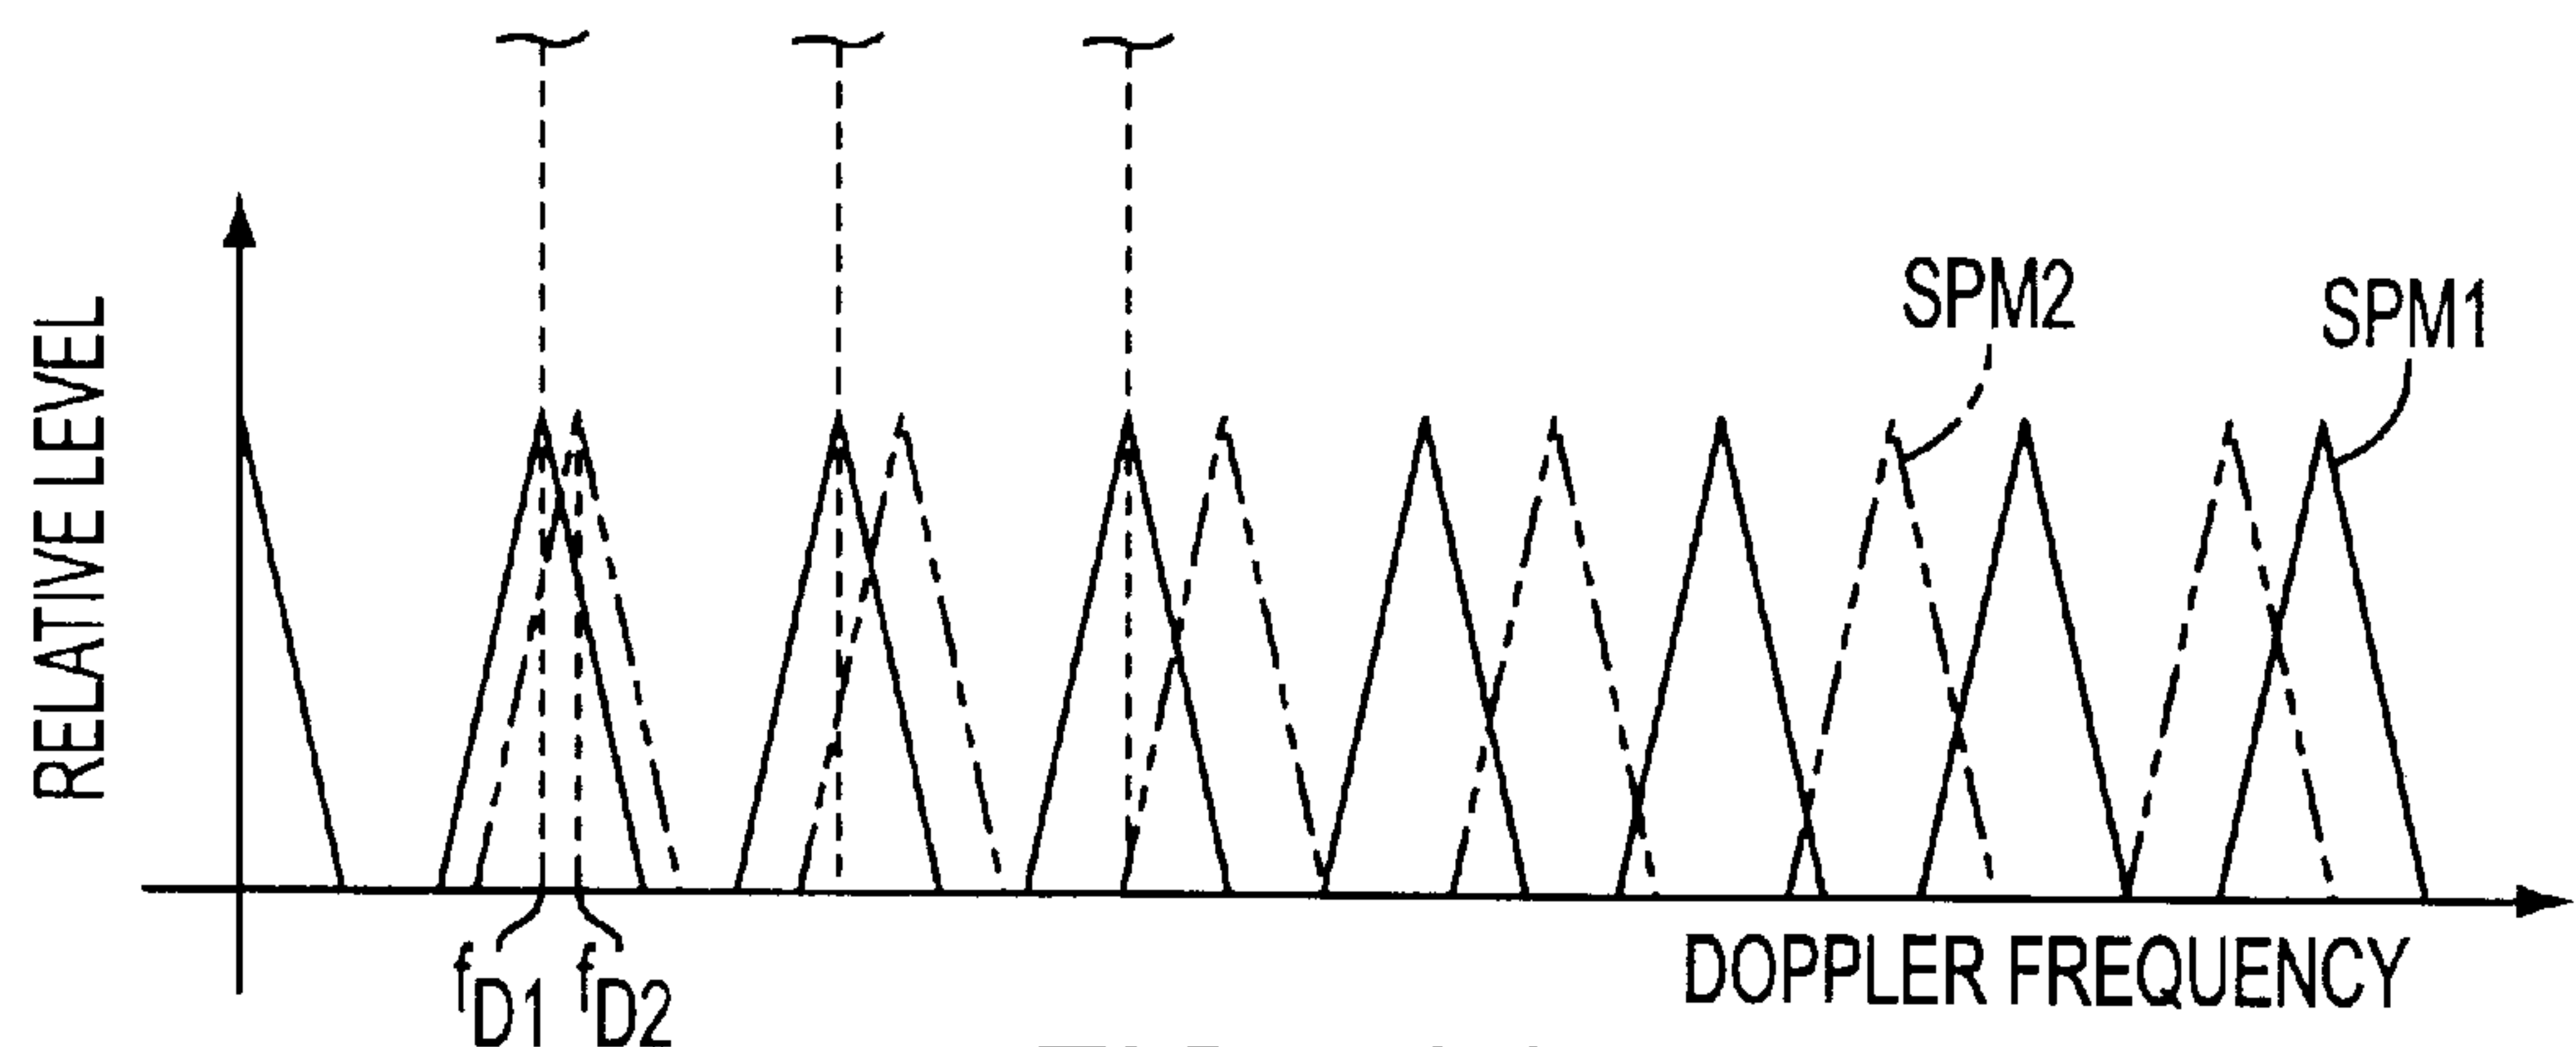 SPM2
SPM1
RELATIVE LEVEL
fD1
fD2
DOPPLER FREQUENCY